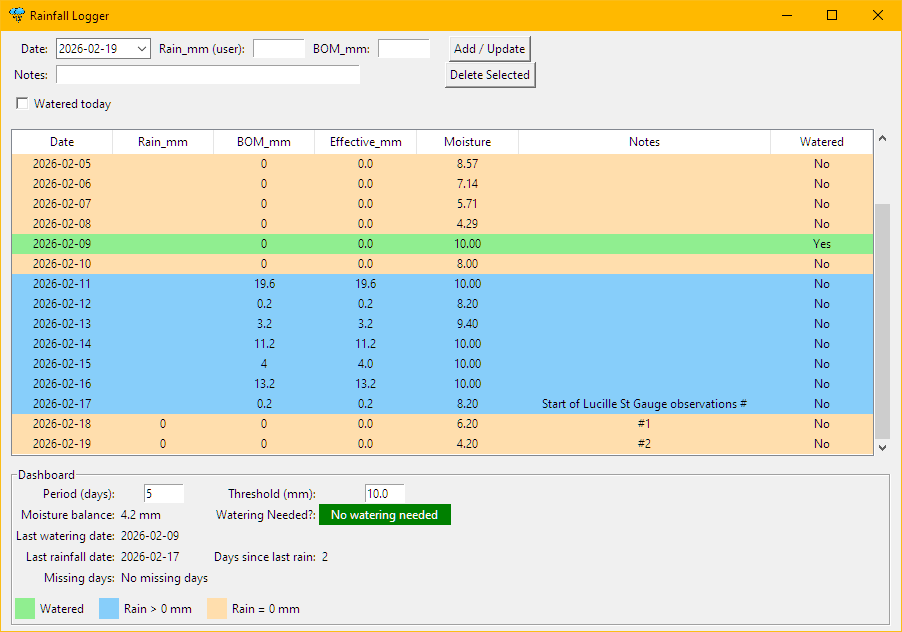 Rainfall Logger
Date: 2026-02-19 Rain_mm (user): BOM_mm: Add / Update
Notes: Delete Selected
Watered today
Date Rain_mm BOM_mm Effective_mm Moisture Notes Watered
2026-02-05 0 0.0 8.57 No
2026-02-06 0 0.0 7.14 No
2026-02-07 0 0.0 5.71 No
2026-02-08 0 0.0 4.29 No
2026-02-09 0 0.0 10.00 Yes
2026-02-10 0 0.0 8.00 No
2026-02-11 19.6 19.6 10.00 No
2026-02-12 0.2 0.2 8.20 No
2026-02-13 3.2 3.2 9.40 No
2026-02-14 11.2 11.2 10.00 No
2026-02-15 4 4.0 10.00 No
2026-02-16 13.2 13.2 10.00 No
2026-02-17 0.2 0.2 8.20 Start of Lucille St Gauge observations # No
2026-02-18 0 0 0.0 6.20 #1 No
2026-02-19 0 0 0.0 4.20 #2 No
Dashboard
Period (days): 5 Threshold (mm): 10.0
Moisture balance: 4.2 mm Watering Needed?: No watering needed
Last watering date: 2026-02-09
Last rainfall date: 2026-02-17 Days since last rain: 2
Missing days: No missing days
Watered Rain > 0 mm Rain = 0 mm